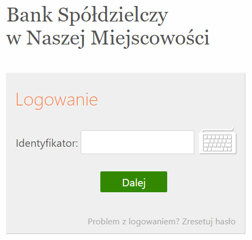 Bank Spółdzielczy
w Naszej Miejscowości
Logowanie
Identyfikator:
Dalej
Problem z logowaniem? Zresetuj hasło